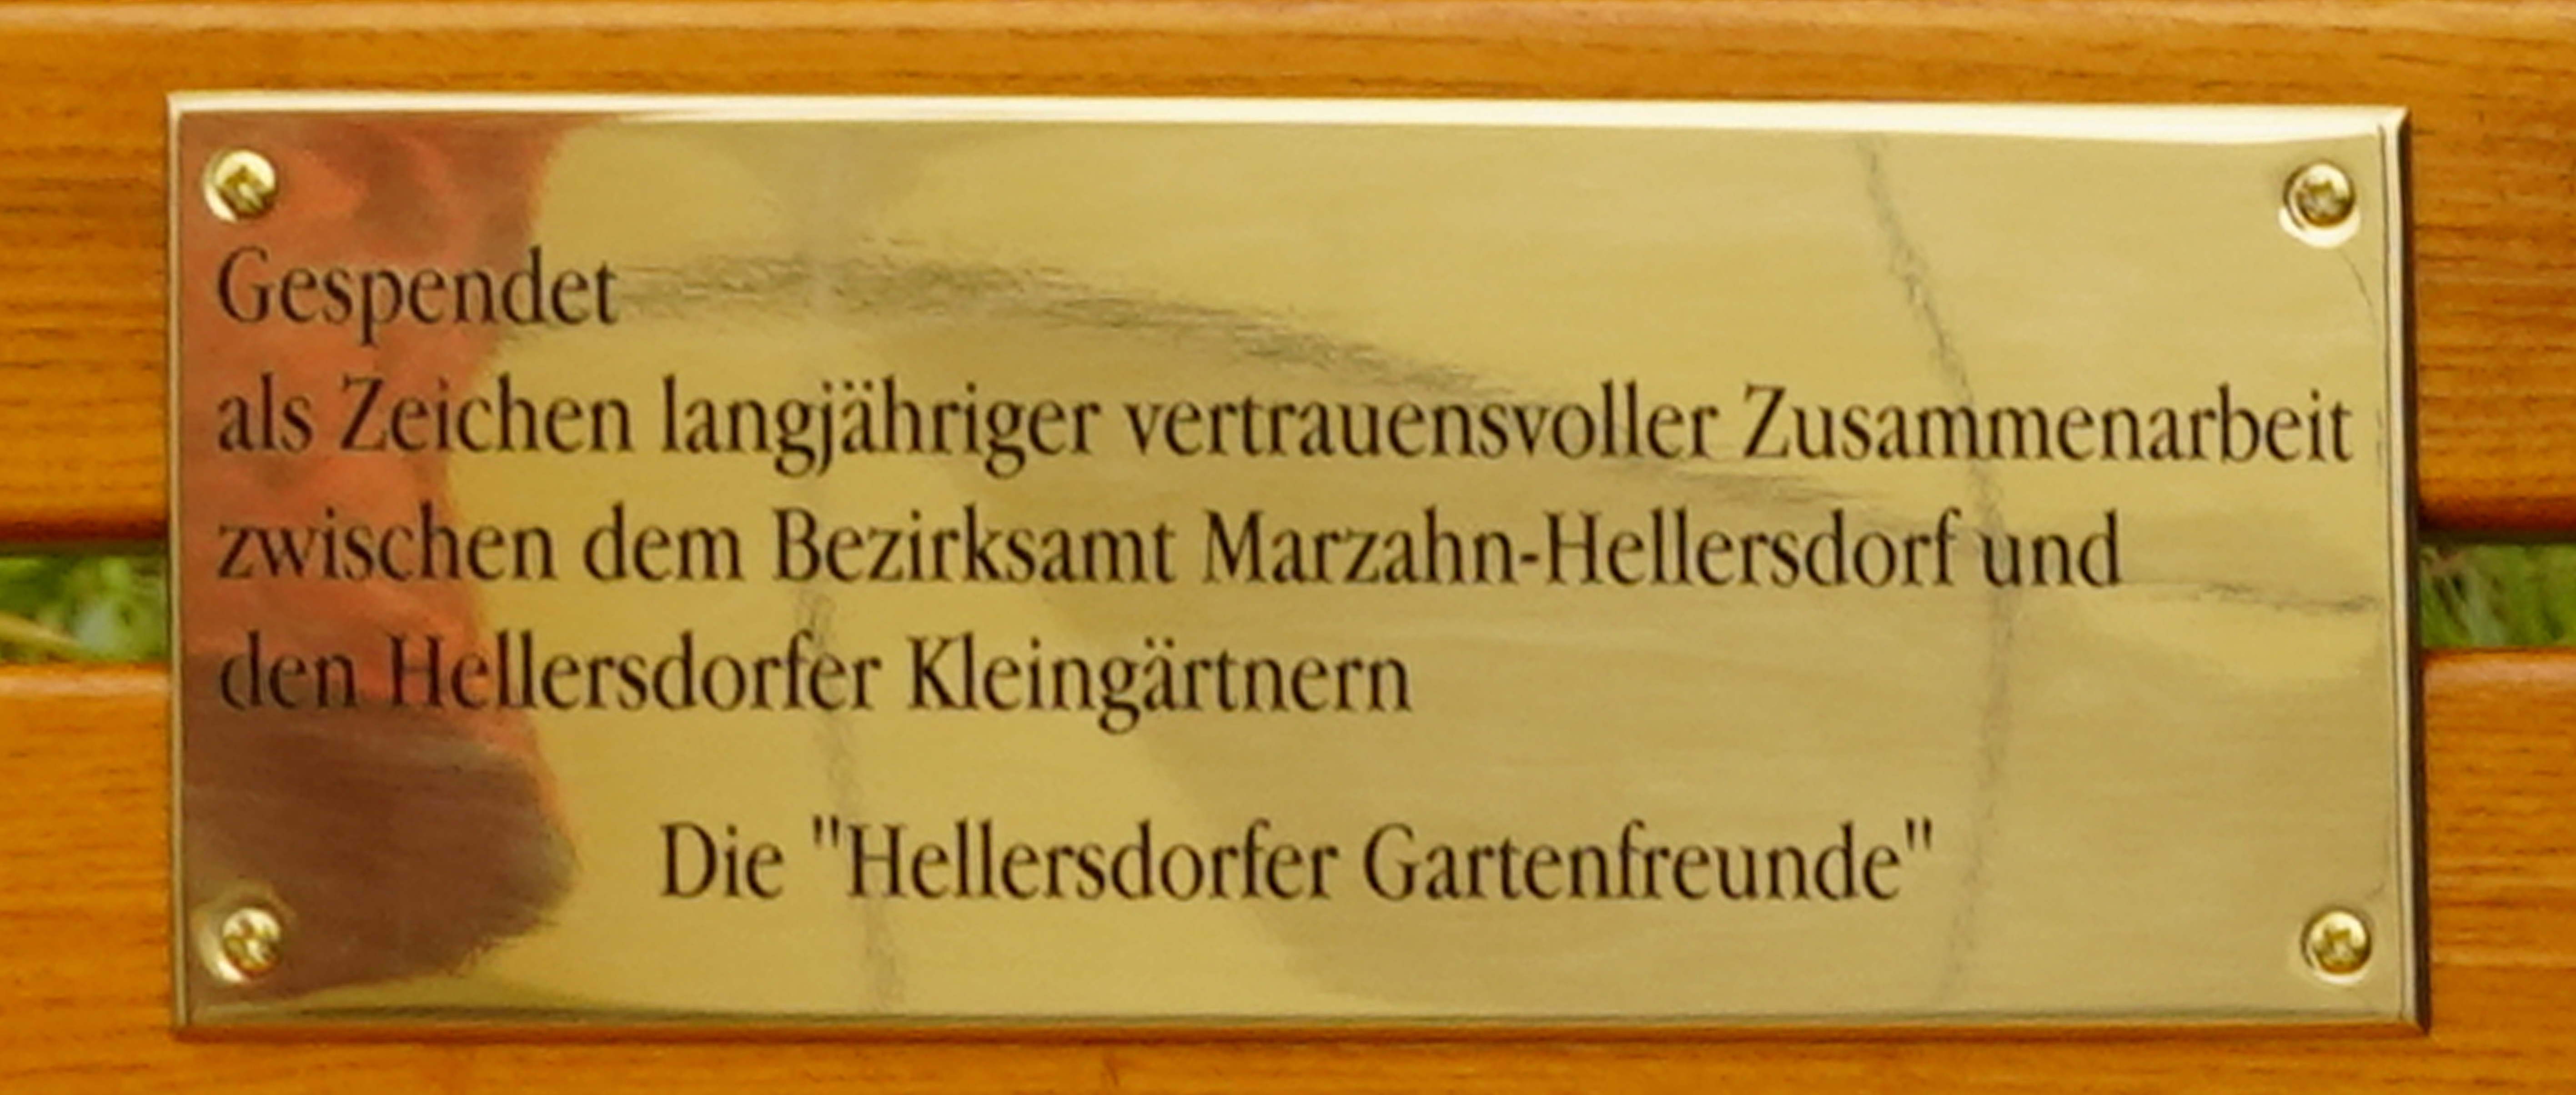 Gespendet
als Zeichen langjähriger vertrauensvoller Zusammenarbeit
zwischen dem Bezirksamt Marzahn-Hellersdorf und
den Hellersdorfer Kleingärtnern
Die "Hellersdorfer Gartenfreunde"